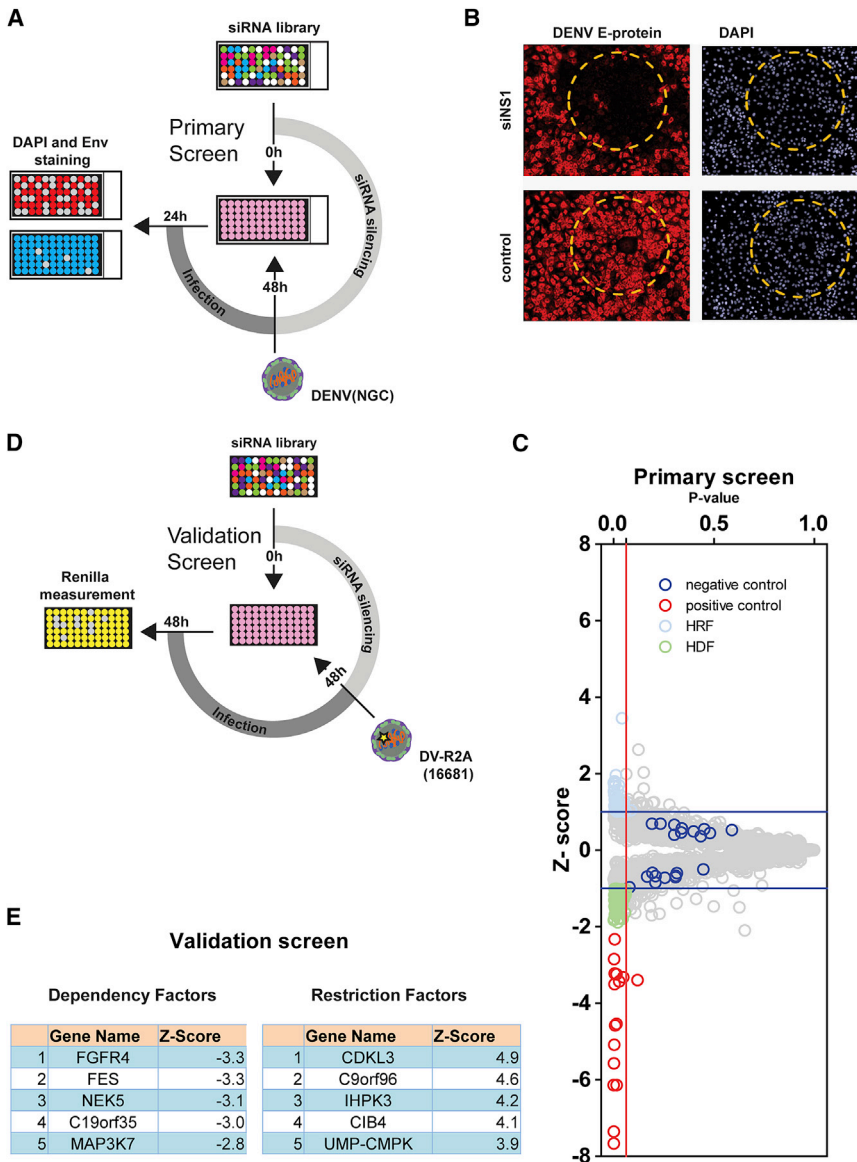 A
siRNA library
Primary
Screen
0h
siRNA silencing
DAPI and Env
staining
24h
Infection
48h
DENV(NGC)
B
DENV E-protein
DAPI
siNS1
control
D
siRNA library
Validation
Screen
0h
siRNA silencing
Renilla
measurement
48h
Infection
48h
DV-R2A
(16681)
C
Primary screen
P-value
0.0 0.5 1.0
8
6
4
2
0
-2
-4
-6
-8
Z- score
negative control
positive control
HRF
HDF
E
Validation screen
Dependency Factors
Gene Name Z-Score
1 FGFR4 -3.3
2 FES -3.3
3 NEK5 -3.1
4 C19orf35 -3.0
5 MAP3K7 -2.8
Restriction Factors
Gene Name Z-Score
1 CDKL3 4.9
2 C9orf96 4.6
3 IHPK3 4.2
4 CIB4 4.1
5 UMP-CMPK 3.9